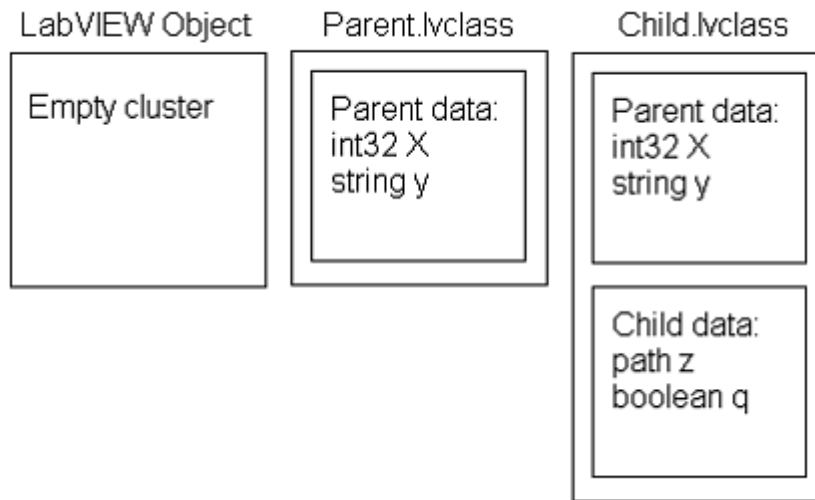 LabVIEW Object
Parent.lvclass
Child.lvclass
Empty cluster
Parent data:
int32 X
string y
Parent data:
int32 X
string y
Child data:
path z
boolean q